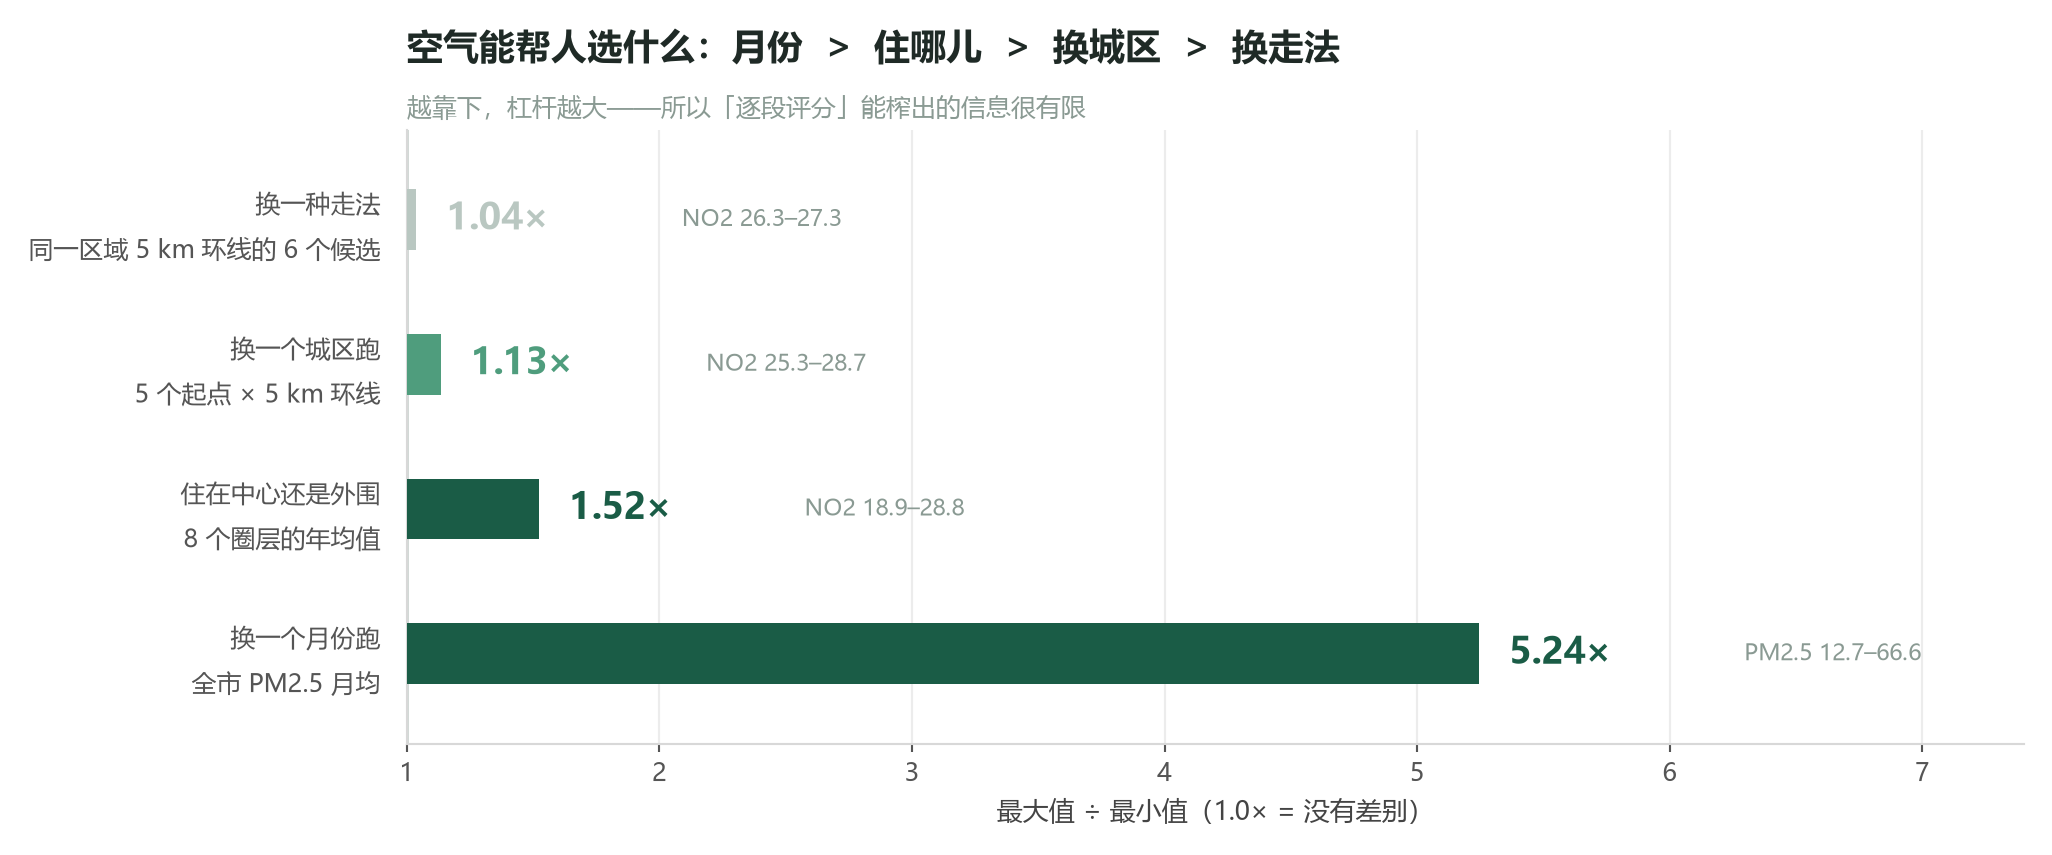 空气能帮人选什么：月份 > 住哪儿 > 换城区 > 换走法
越靠下，杠杆越大——所以「逐段评分」能榨出的信息很有限
换一种走法
同一区域 5 km 环线的 6 个候选
1.04×
NO2 26.3–27.3
换一个城区跑
5 个起点 × 5 km 环线
1.13×
NO2 25.3–28.7
住在中心还是外围
8 个圈层的年均值
1.52×
NO2 18.9–28.8
换一个月份跑
全市 PM2.5 月均
5.24×
PM2.5 12.7–66.6
1 2 3 4 5 6 7
最大值 ÷ 最小值（1.0× = 没有差别）